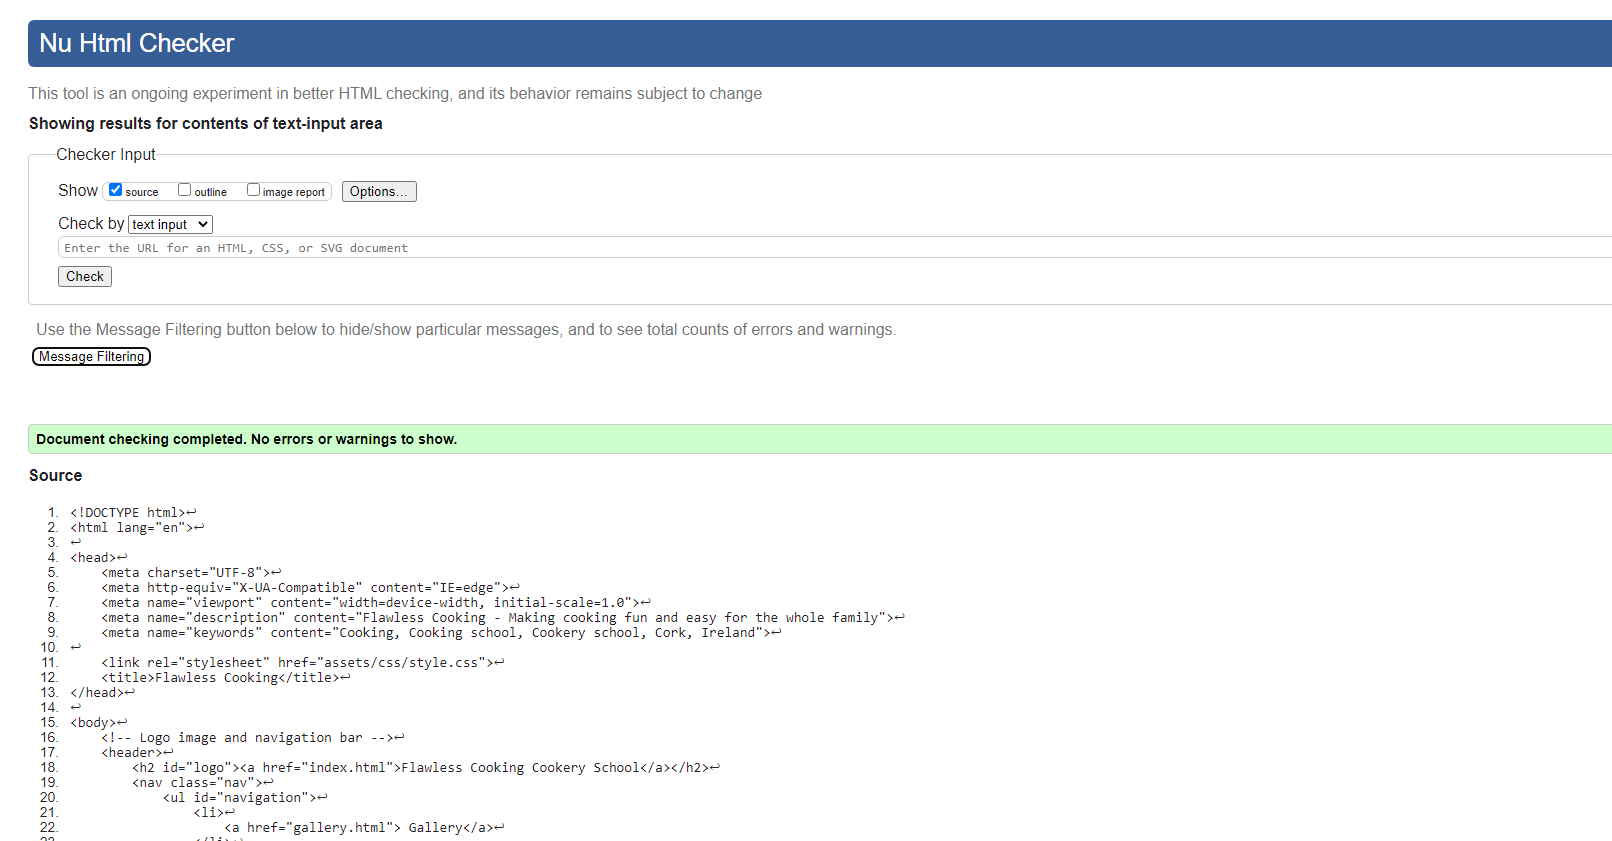 Nu Html Checker
This tool is an ongoing experiment in better HTML checking, and its behavior remains subject to change
Showing results for contents of text-input area
Checker Input
Show source outline image report Options...
Check by text input
Enter the URL for an HTML, CSS, or SVG document
Check
Use the Message Filtering button below to hide/show particular messages, and to see total counts of errors and warnings.
Message Filtering
Document checking completed. No errors or warnings to show.
Source
1. <!DOCTYPE html>↩
2. <html lang="en">↩
3. ↩
4. <head>↩
5.     <meta charset="UTF-8">↩
6.     <meta http-equiv="X-UA-Compatible" content="IE=edge">↩
7.     <meta name="viewport" content="width=device-width, initial-scale=1.0">↩
8.     <meta name="description" content="Flawless Cooking - Making cooking fun and easy for the whole family">↩
9.     <meta name="keywords" content="Cooking, Cooking school, Cookery school, Cork, Ireland">↩
10. ↩
11.     <link rel="stylesheet" href="assets/css/style.css">↩
12.     <title>Flawless Cooking</title>↩
13. </head>↩
14. ↩
15. <body>↩
16.     <!-- Logo image and navigation bar -->↩
17.     <header>↩
18.         <h2 id="logo"><a href="index.html">Flawless Cooking Cookery School</a></h2>↩
19.         <nav class="nav">↩
20.             <ul id="navigation">↩
21.                 <li>↩
22.                     <a href="gallery.html"> Gallery</a>↩